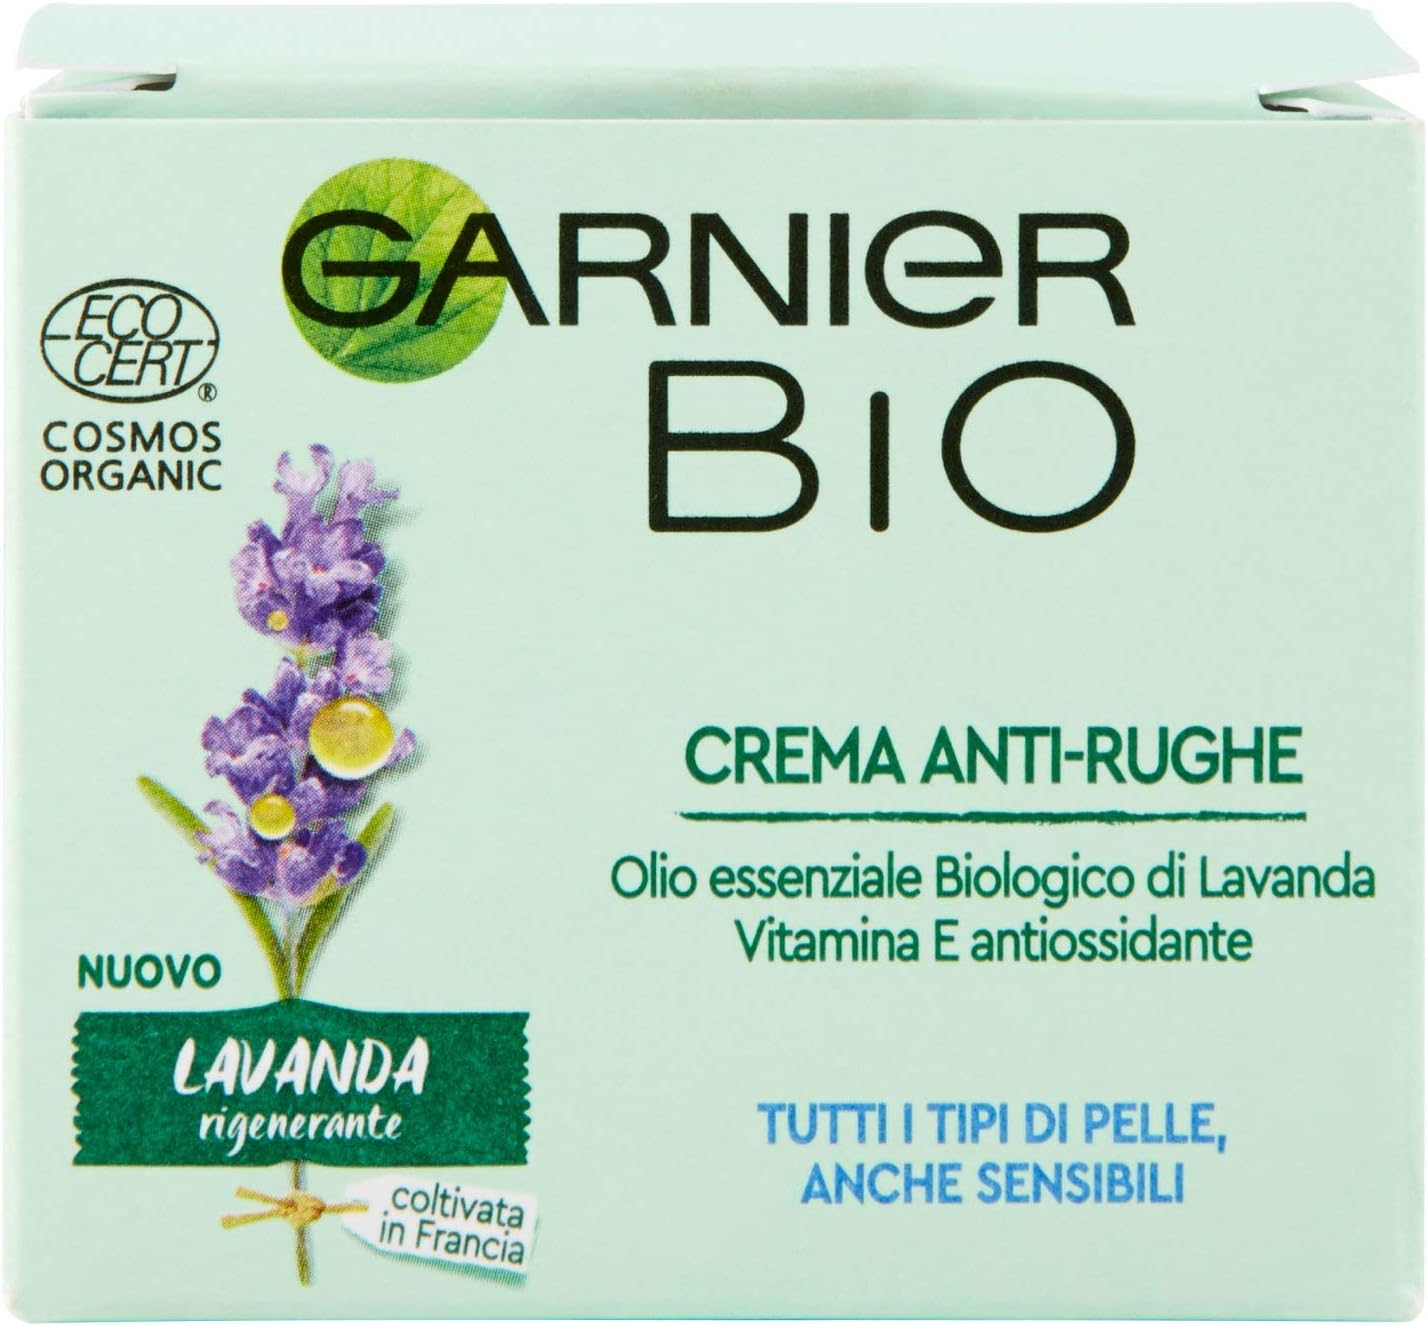 GARNIER
BIO
ECO
CERT®
COSMOS
ORGANIC
CREMA ANTI-RUGHE
Olio essenziale Biologico di Lavanda
Vitamina E antiossidante
NUOVO
LAVANDA
rigenerante
coltivata
in Francia
TUTTI I TIPI DI PELLE,
ANCHE SENSIBILI